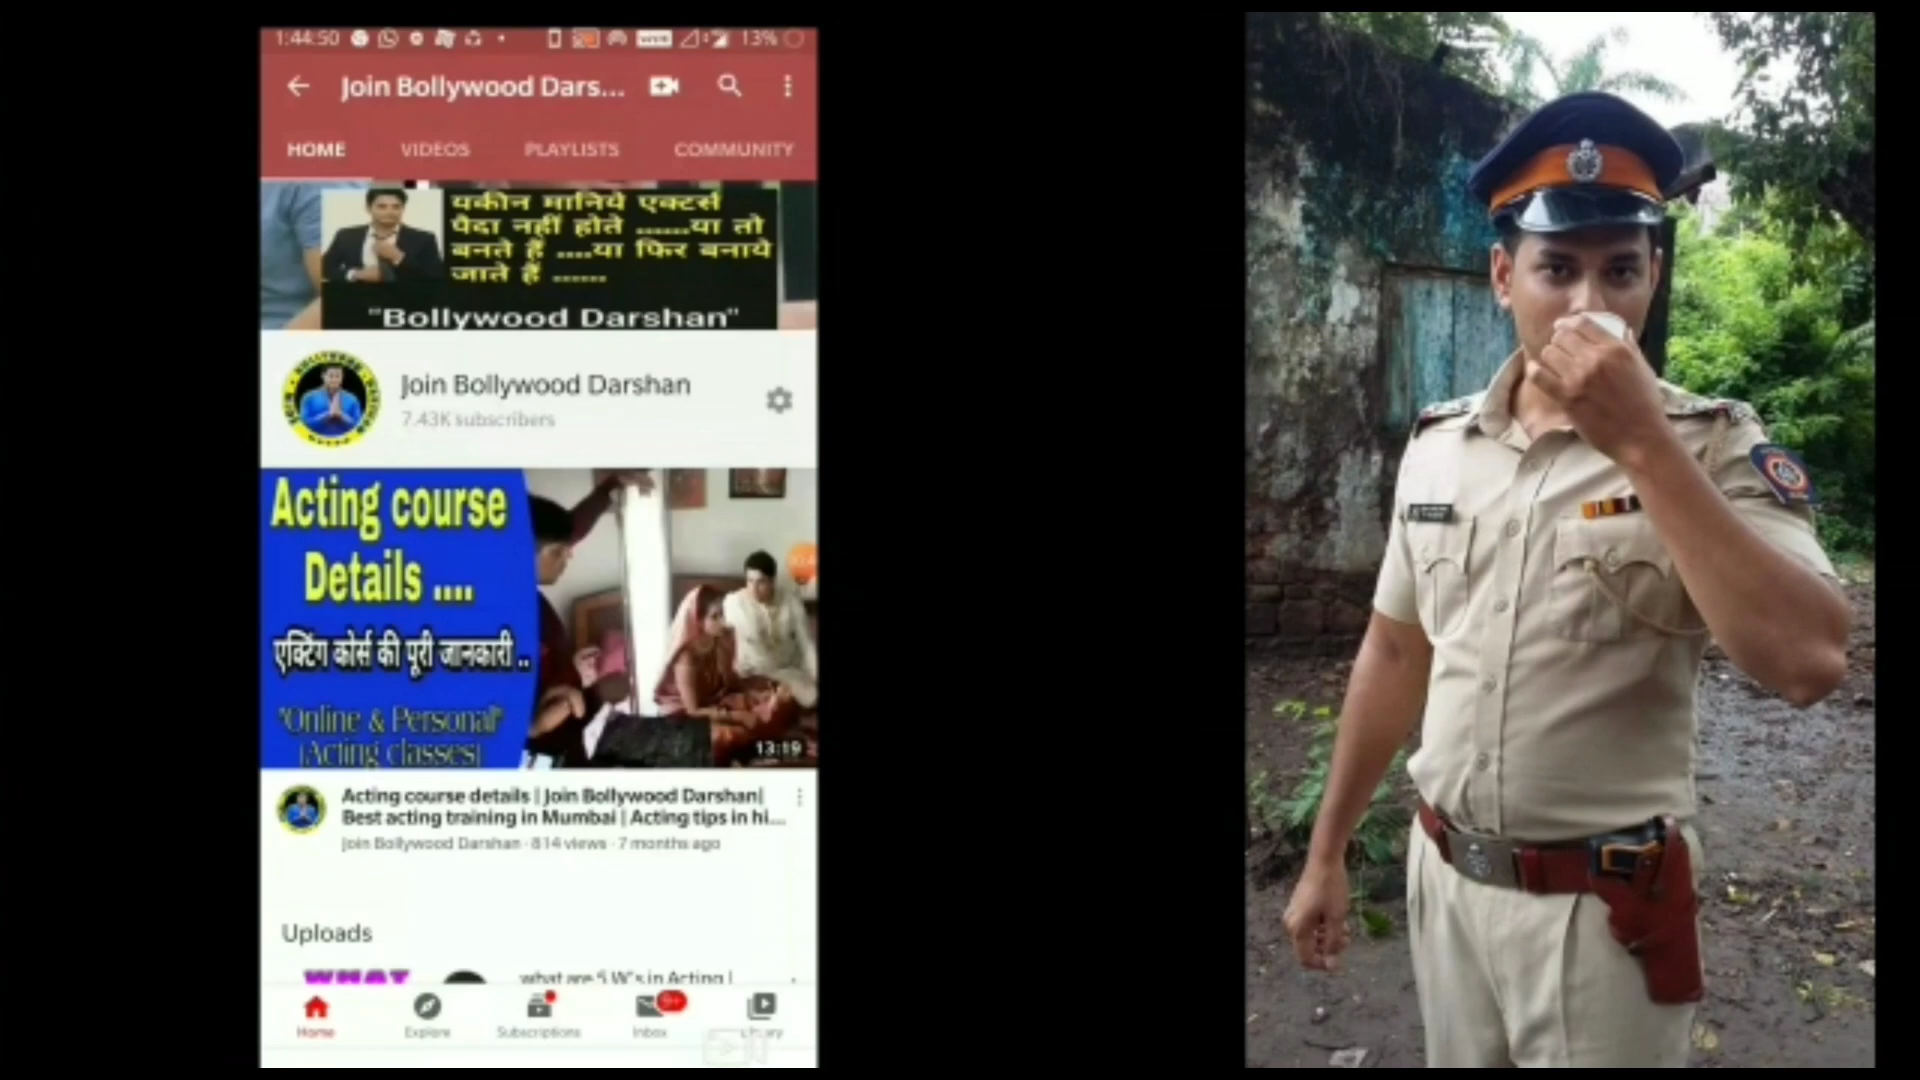 1:44:50
13%
Join Bollywood Dars...
HOME VIDEOS PLAYLISTS COMMUNITY
यकीन मानिये एक्टर्स
पैदा नहीं होते ......या तो
बनते हैं ....या फिर बनाये
जाते हैं ......
"Bollywood Darshan"
Join Bollywood Darshan
7.43K subscribers
Acting course
Details ....
एक्टिंग कोर्स की पूरी जानकारी ..
"Online & Personal"
[Acting classes]
13:19
Acting course details | Join Bollywood Darshan|
Best acting training in Mumbai | Acting tips in hi...
Join Bollywood Darshan · 814 views · 7 months ago
Uploads
WHAT
what are 5 W's in Acting |
Home Explore Subscriptions Inbox 9+ Library